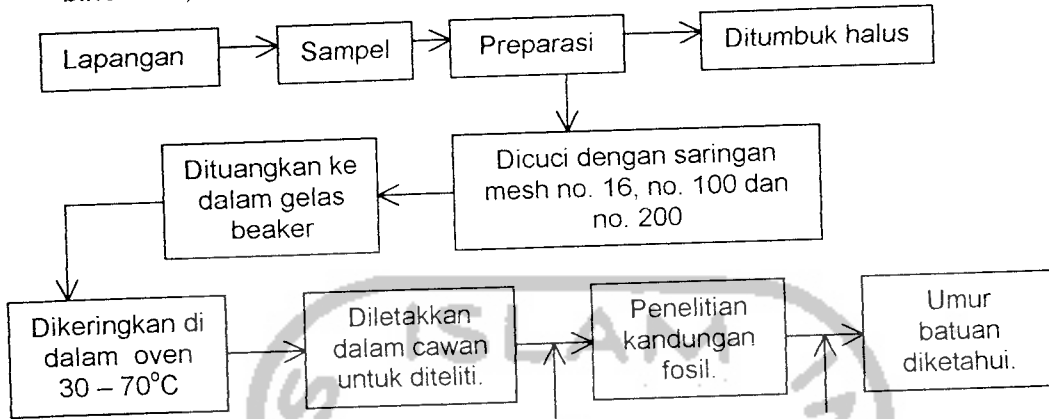 Lapangan
Sampel
Preparasi
Ditumbuk halus
Dituangkan ke
dalam gelas
beaker
Dicuci dengan saringan
mesh no. 16, no. 100 dan
no. 200
Dikeringkan di
dalam oven
30 – 70°C
Diletakkan
dalam cawan
untuk diteliti.
Penelitian
kandungan
fosil.
Umur
batuan
diketahui.
ISLAM